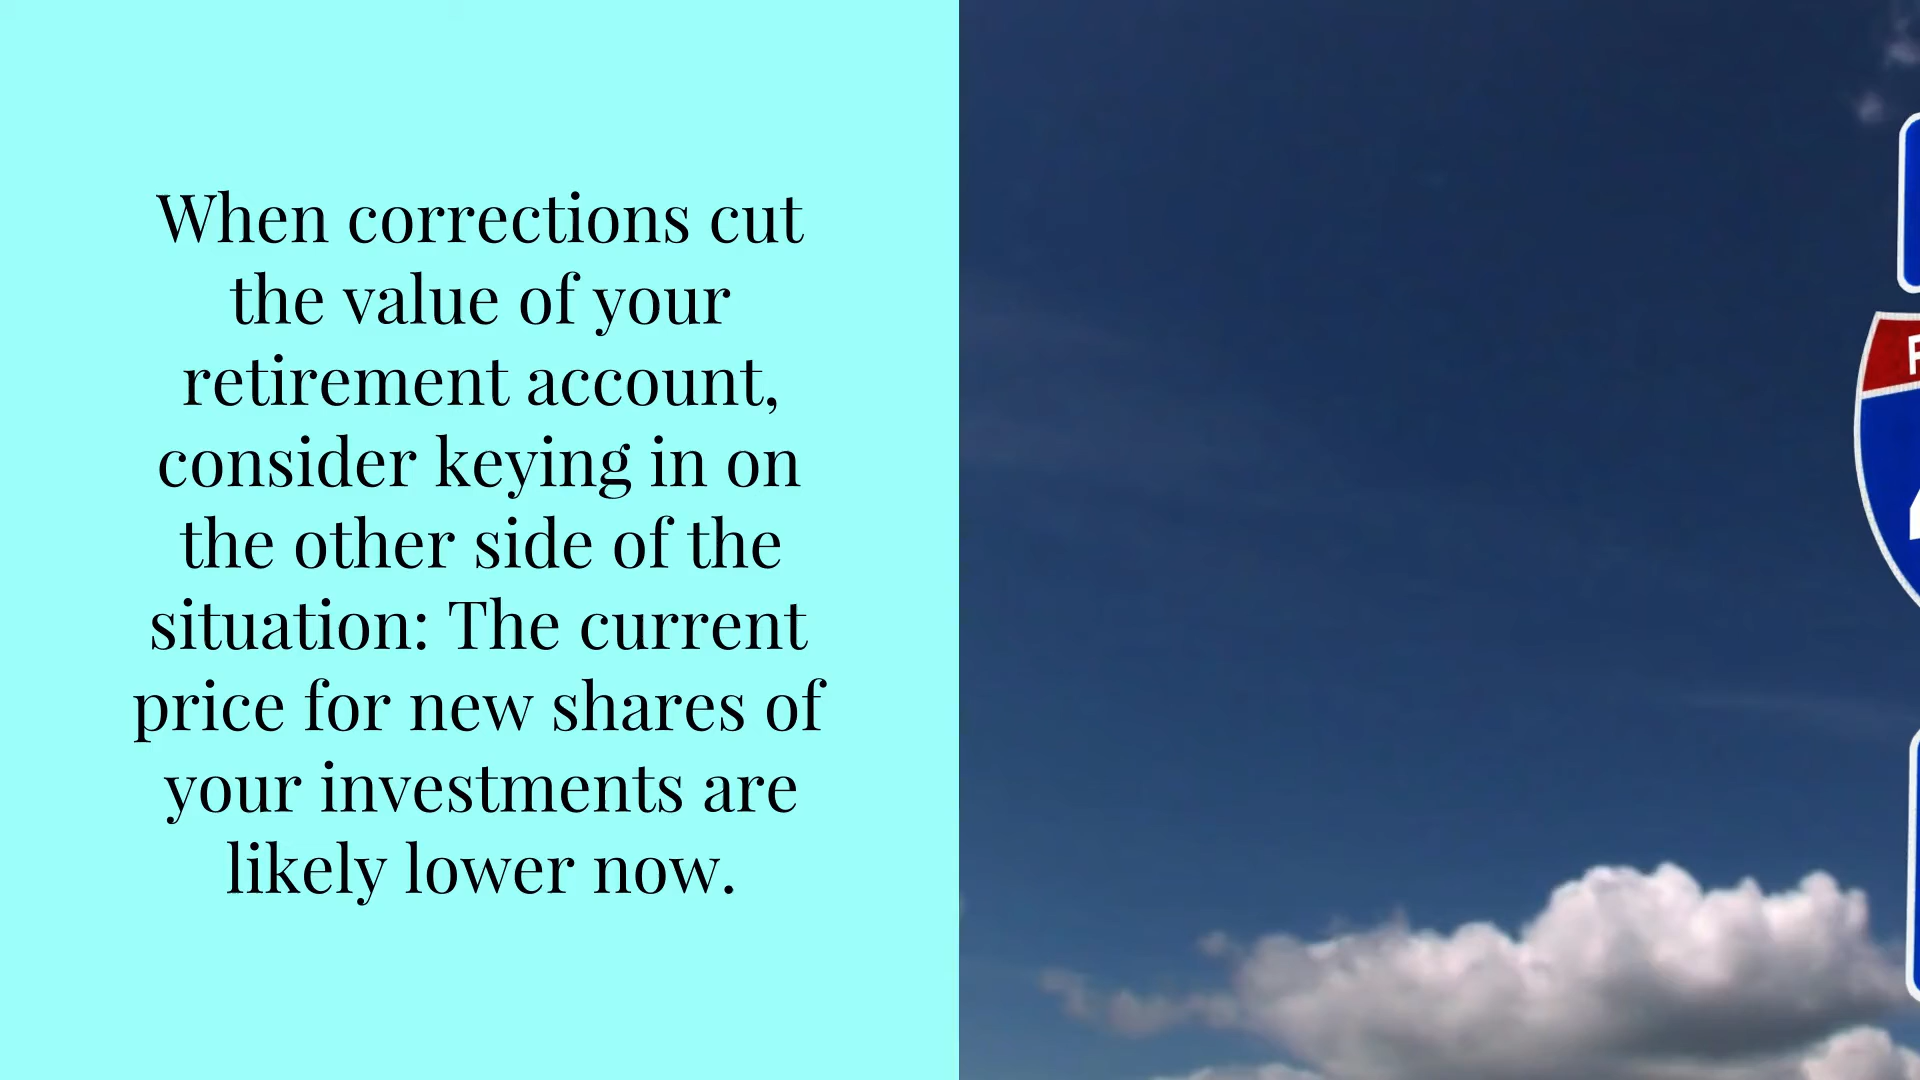 When corrections cut
the value of your
retirement account,
consider keying in on
the other side of the
situation: The current
price for new shares of
your investments are
likely lower now.